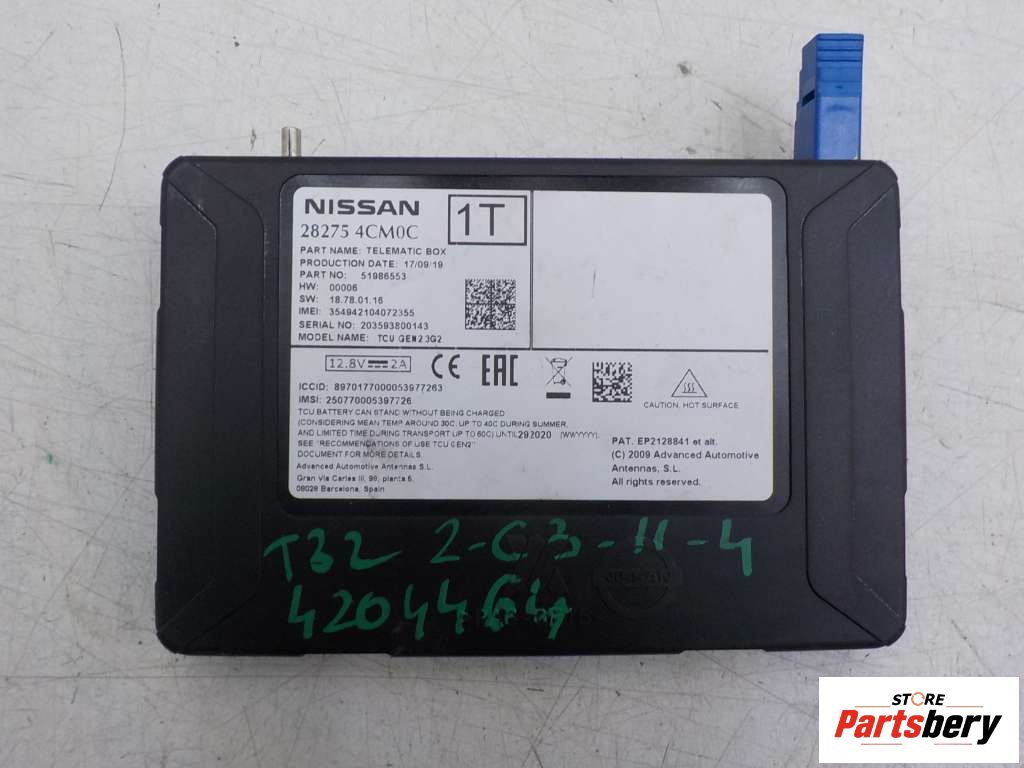 NISSAN
1T
28275 4CM0C
PART NAME: TELEMATIC BOX
PRODUCTION DATE: 17/09/19
PART NO: 51986553
HW: 00006
SW: 18.78.01.16
IMEI: 354942104072355
SERIAL NO: 203593800143
MODEL NAME: TCU GEN2 3G2
12.8V 2A
CE
EAC
ICCID: 8970177000053977263
IMSI: 250770005397726
CAUTION, HOT SURFACE
TCU BATTERY CAN STAND WITHOUT BEING CHARGED
(CONSIDERING MEAN TEMP AROUND 30C, UP TO 40C DURING SUMMER,
AND LIMITED TIME DURING TRANSPORT UP TO 60C) UNTIL 292020 (WWYYYY).
SEE "RECOMMENDATIONS OF USE TCU GEN2"
DOCUMENT FOR MORE DETAILS.
Advanced Automotive Antennas S.L.
Gran Via Carles III, 98; planta 5,
08028 Barcelona, Spain
PAT. EP2128841 et alt.
(C) 2009 Advanced Automotive
Antennas, S.L.
All rights reserved.
T32 2-C3-11-4
4204464
STORE
Partsbery